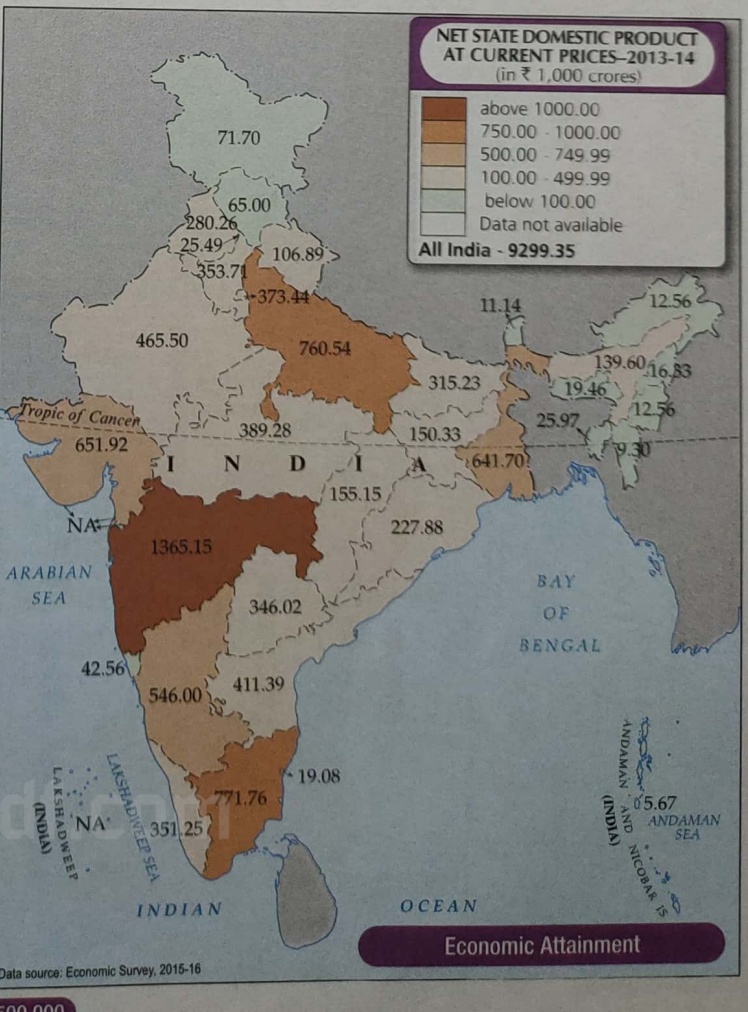 NET STATE DOMESTIC PRODUCT
AT CURRENT PRICES–2013-14
(in ₹ 1,000 crores)
above 1000.00
750.00 - 1000.00
500.00 - 749.99
100.00 - 499.99
below 100.00
Data not available
All India - 9299.35
71.70
65.00
280.26
25.49
106.89
353.71
373.44
11.14
12.56
465.50
760.54
139.60
16.83
315.23
19.46
12.56
Tropic of Cancer
25.97
389.28
150.33
651.92
9.30
641.70
I N D I A
155.15
NA
227.88
1365.15
ARABIAN
SEA
BAY
OF
BENGAL
346.02
42.56
411.39
546.00
19.08
771.76
351.25
LAKSHADWEEP
(INDIA)
NA
LAKSHADWEEP SEA
ANDAMAN AND NICOBAR IS
(INDIA)
5.67
ANDAMAN
SEA
INDIAN OCEAN
Economic Attainment
Data source: Economic Survey, 2015-16